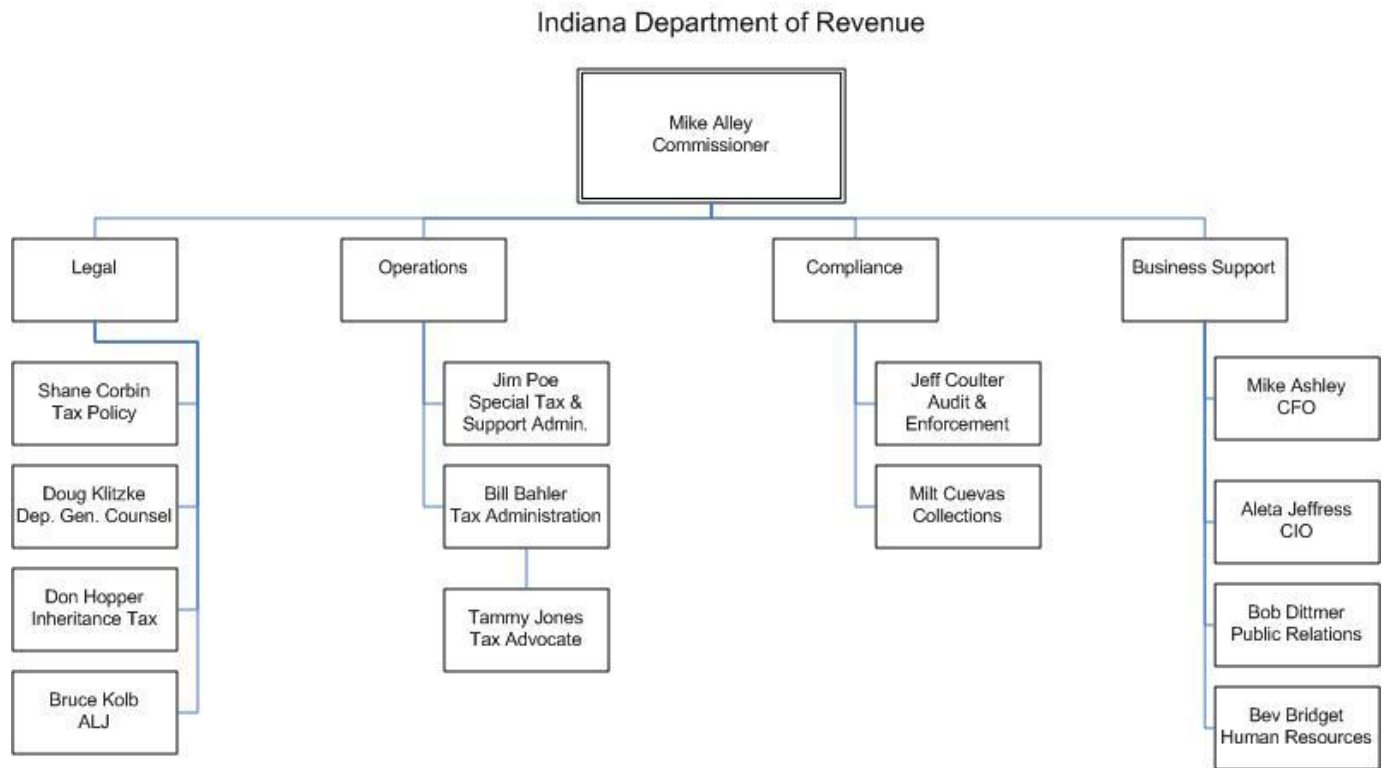 Indiana Department of Revenue
Mike Alley
Commissioner
Legal
Operations
Compliance
Business Support
Shane Corbin
Tax Policy
Doug Klitzke
Dep. Gen. Counsel
Don Hopper
Inheritance Tax
Bruce Kolb
ALJ
Jim Poe
Special Tax &
Support Admin.
Bill Bahler
Tax Administration
Tammy Jones
Tax Advocate
Jeff Coulter
Audit &
Enforcement
Milt Cuevas
Collections
Mike Ashley
CFO
Aleta Jeffress
CIO
Bob Dittmer
Public Relations
Bev Bridget
Human Resources